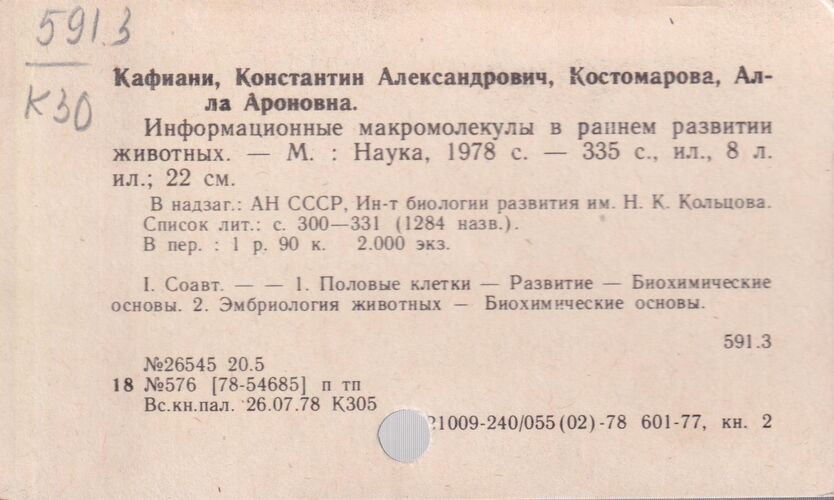 591.3
К30
Кафиани, Константин Александрович, Костомарова, Ал-
ла Ароновна.
Информационные макромолекулы в раннем развитии
животных. — М. : Наука, 1978 с. — 335 с., ил., 8 л.
ил.; 22 см.
В надзаг.: АН СССР, Ин-т биологии развития им. Н. К. Кольцова.
Список лит.: с. 300—331 (1284 назв.).
В пер. : 1 р. 90 к. 2.000 экз.
I. Соавт. — — 1. Половые клетки — Развитие — Биохимические
основы. 2. Эмбриология животных — Биохимические основы.
591.3
№26545 20.5
18 №576 [78-54685] п тп
Вс.кн.пал. 26.07.78 К305
21009-240/055(02)-78 601-77, кн. 2